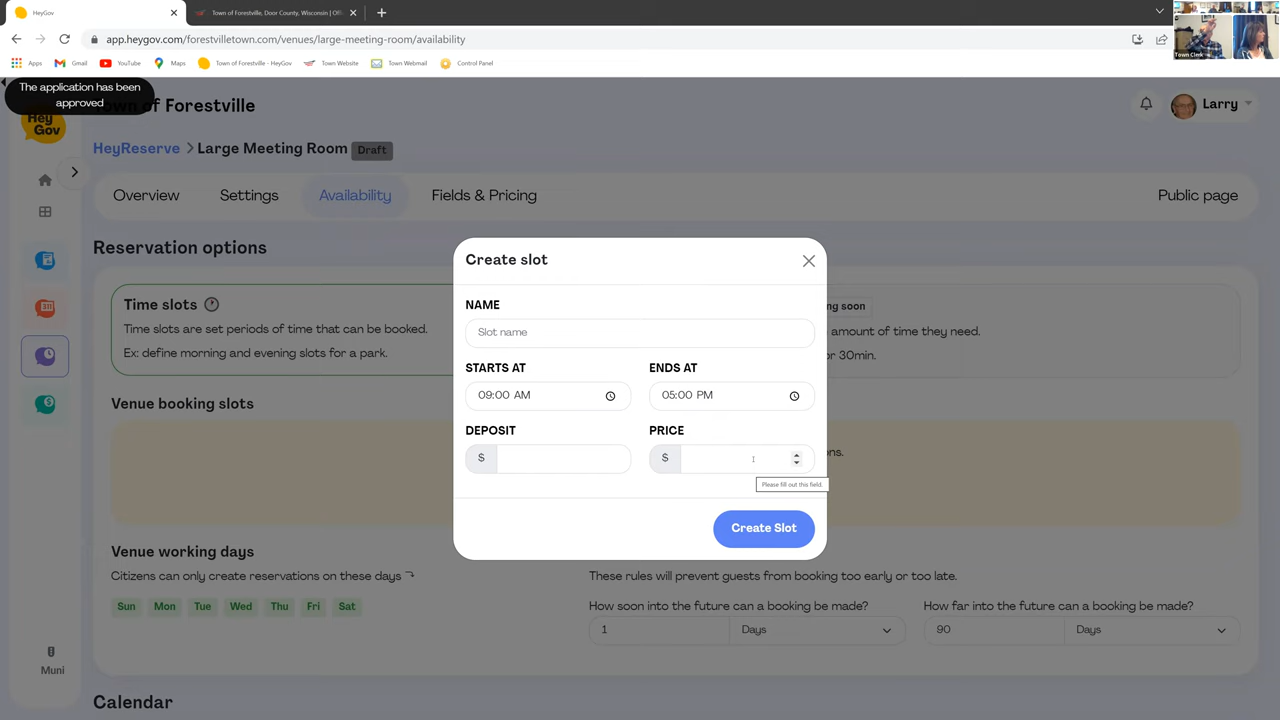 HeyGov
Town of Forestville, Door County, Wisconsin | Offi
app.heygov.com/forestvilletown.com/venues/large-meeting-room/availability
Apps
Gmail
YouTube
Maps
Town of Forestville - HeyGov
Town Website
Town Webmail
Control Panel
Town Clerk
The application has been
approved
own of Forestville
Hey
Gov
Larry
HeyReserve > Large Meeting Room Draft
Overview
Settings
Availability
Fields & Pricing
Public page
Reservation options
Time slots
Time slots are set periods of time that can be booked.
Ex: define morning and evening slots for a park.
ng soon
amount of time they need.
or 30min.
Create slot
NAME
Slot name
STARTS AT
ENDS AT
09:00 AM
05:00 PM
DEPOSIT
PRICE
$
$
Please fill out this field.
Create Slot
311
Venue booking slots
ons.
Venue working days
Citizens can only create reservations on these days
Sun Mon Tue Wed Thu Fri Sat
These rules will prevent guests from booking too early or too late.
How soon into the future can a booking be made?
How far into the future can a booking be made?
1 Days
90 Days
Muni
Calendar